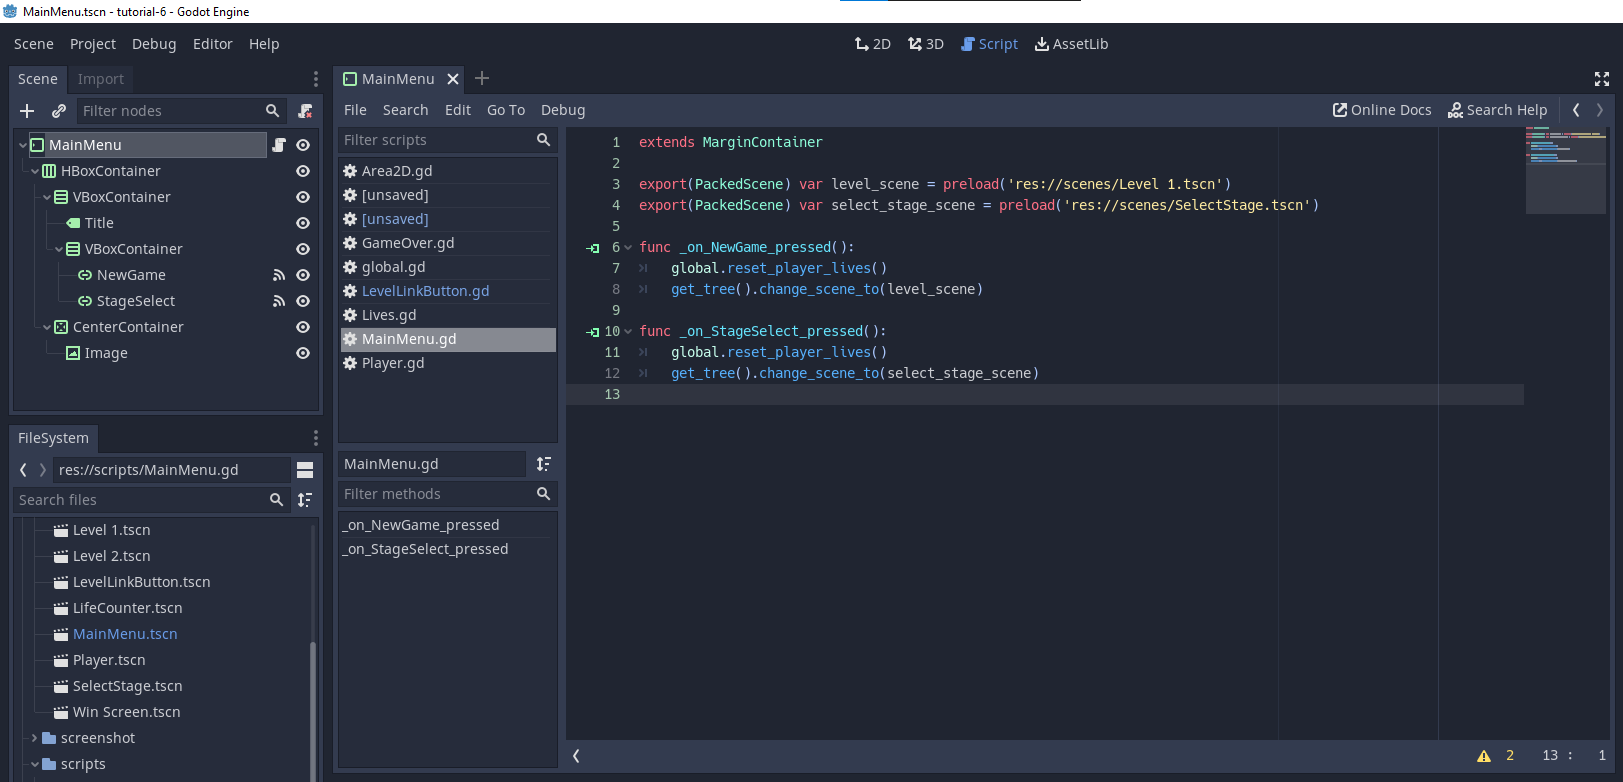 MainMenu.tscn - tutorial-6 - Godot Engine
Scene Project Debug Editor Help
2D 3D Script AssetLib
Scene Import
Filter nodes
MainMenu
HBoxContainer
VBoxContainer
Title
VBoxContainer
NewGame
StageSelect
CenterContainer
Image
FileSystem
res://scripts/MainMenu.gd
Search files
Level 1.tscn
Level 2.tscn
LevelLinkButton.tscn
LifeCounter.tscn
MainMenu.tscn
Player.tscn
SelectStage.tscn
Win Screen.tscn
screenshot
scripts
MainMenu
File Search Edit Go To Debug
Online Docs Search Help
Filter scripts
Area2D.gd
[unsaved]
[unsaved]
GameOver.gd
global.gd
LevelLinkButton.gd
Lives.gd
MainMenu.gd
Player.gd
MainMenu.gd
Filter methods
_on_NewGame_pressed
_on_StageSelect_pressed
1 extends MarginContainer
2
3 export(PackedScene) var level_scene = preload('res://scenes/Level 1.tscn')
4 export(PackedScene) var select_stage_scene = preload('res://scenes/SelectStage.tscn')
5
6 func _on_NewGame_pressed():
7 global.reset_player_lives()
8 get_tree().change_scene_to(level_scene)
9
10 func _on_StageSelect_pressed():
11 global.reset_player_lives()
12 get_tree().change_scene_to(select_stage_scene)
13
2 13 : 1